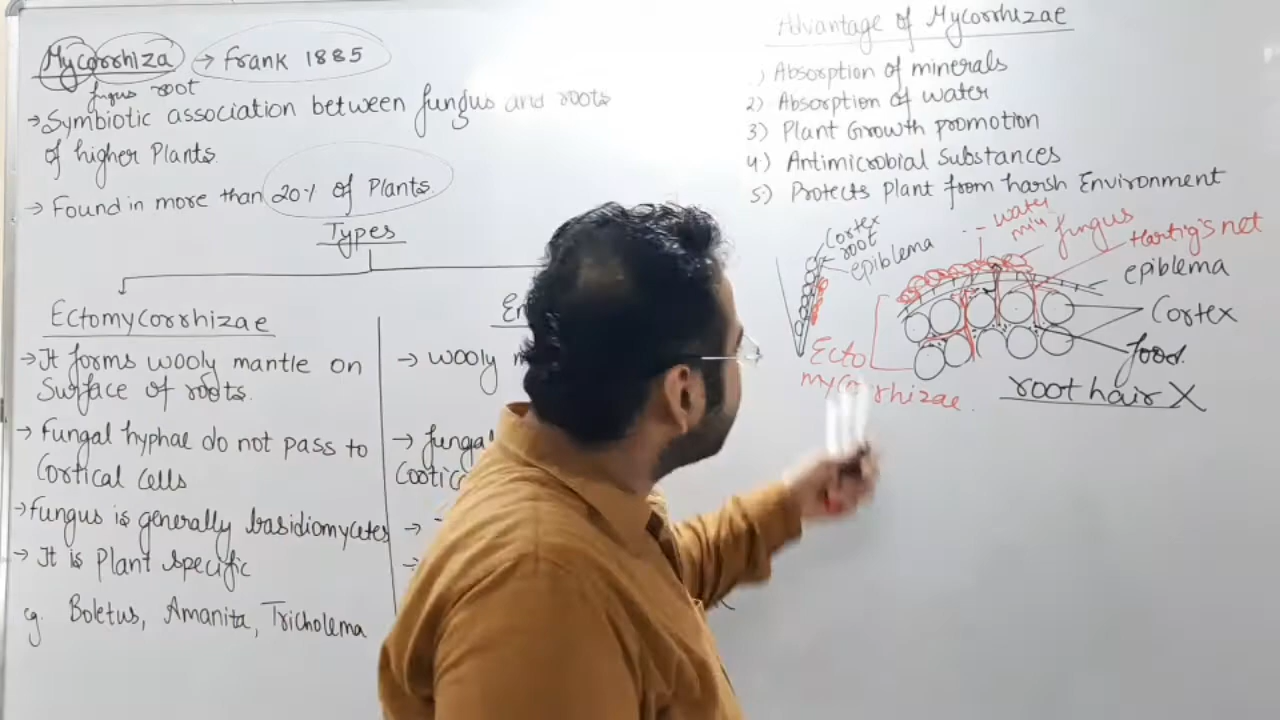 Mycorrhiza → Frank 1885
fungus root
→ Symbiotic association between fungus and roots
of higher Plants.
→ Found in more than 20% of Plants.
Types
Ectomycorrhizae
→ It forms wooly mantle on
Surface of roots.
→ Fungal hyphae do not pass to
Cortical Cells
→ Fungus is generally basidiomycetes
→ It is Plant Specific
eg. Boletus, Amanita, Tricholema
→ wooly
→ fungal
Advantage of Mycorrhizae
1) Absorption of minerals
2) Absorption of water
3) Plant Growth promotion
4) Antimicrobial Substances
5) Protects Plant from harsh Environment
Cortex
root
epiblema
water
min
fungus
Hartig's net
epiblema
Cortex
food.
root hair X
Ecto
mycorrhizae.